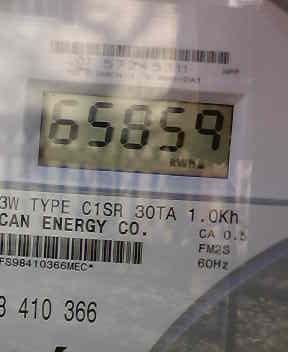 65859
KWh
3W TYPE C1SR 30TA 1.0Kh
CAN ENERGY CO.
CA 0.5
FM2S
FS98410366MEC*
60Hz
8 410 366